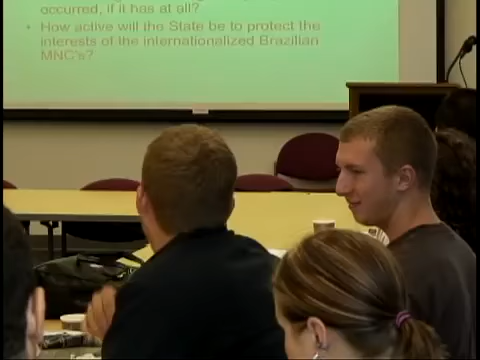 occurred, if it has at all?
• How active will the State be to protect the
interests of the internationalized Brazilian
MNC's?